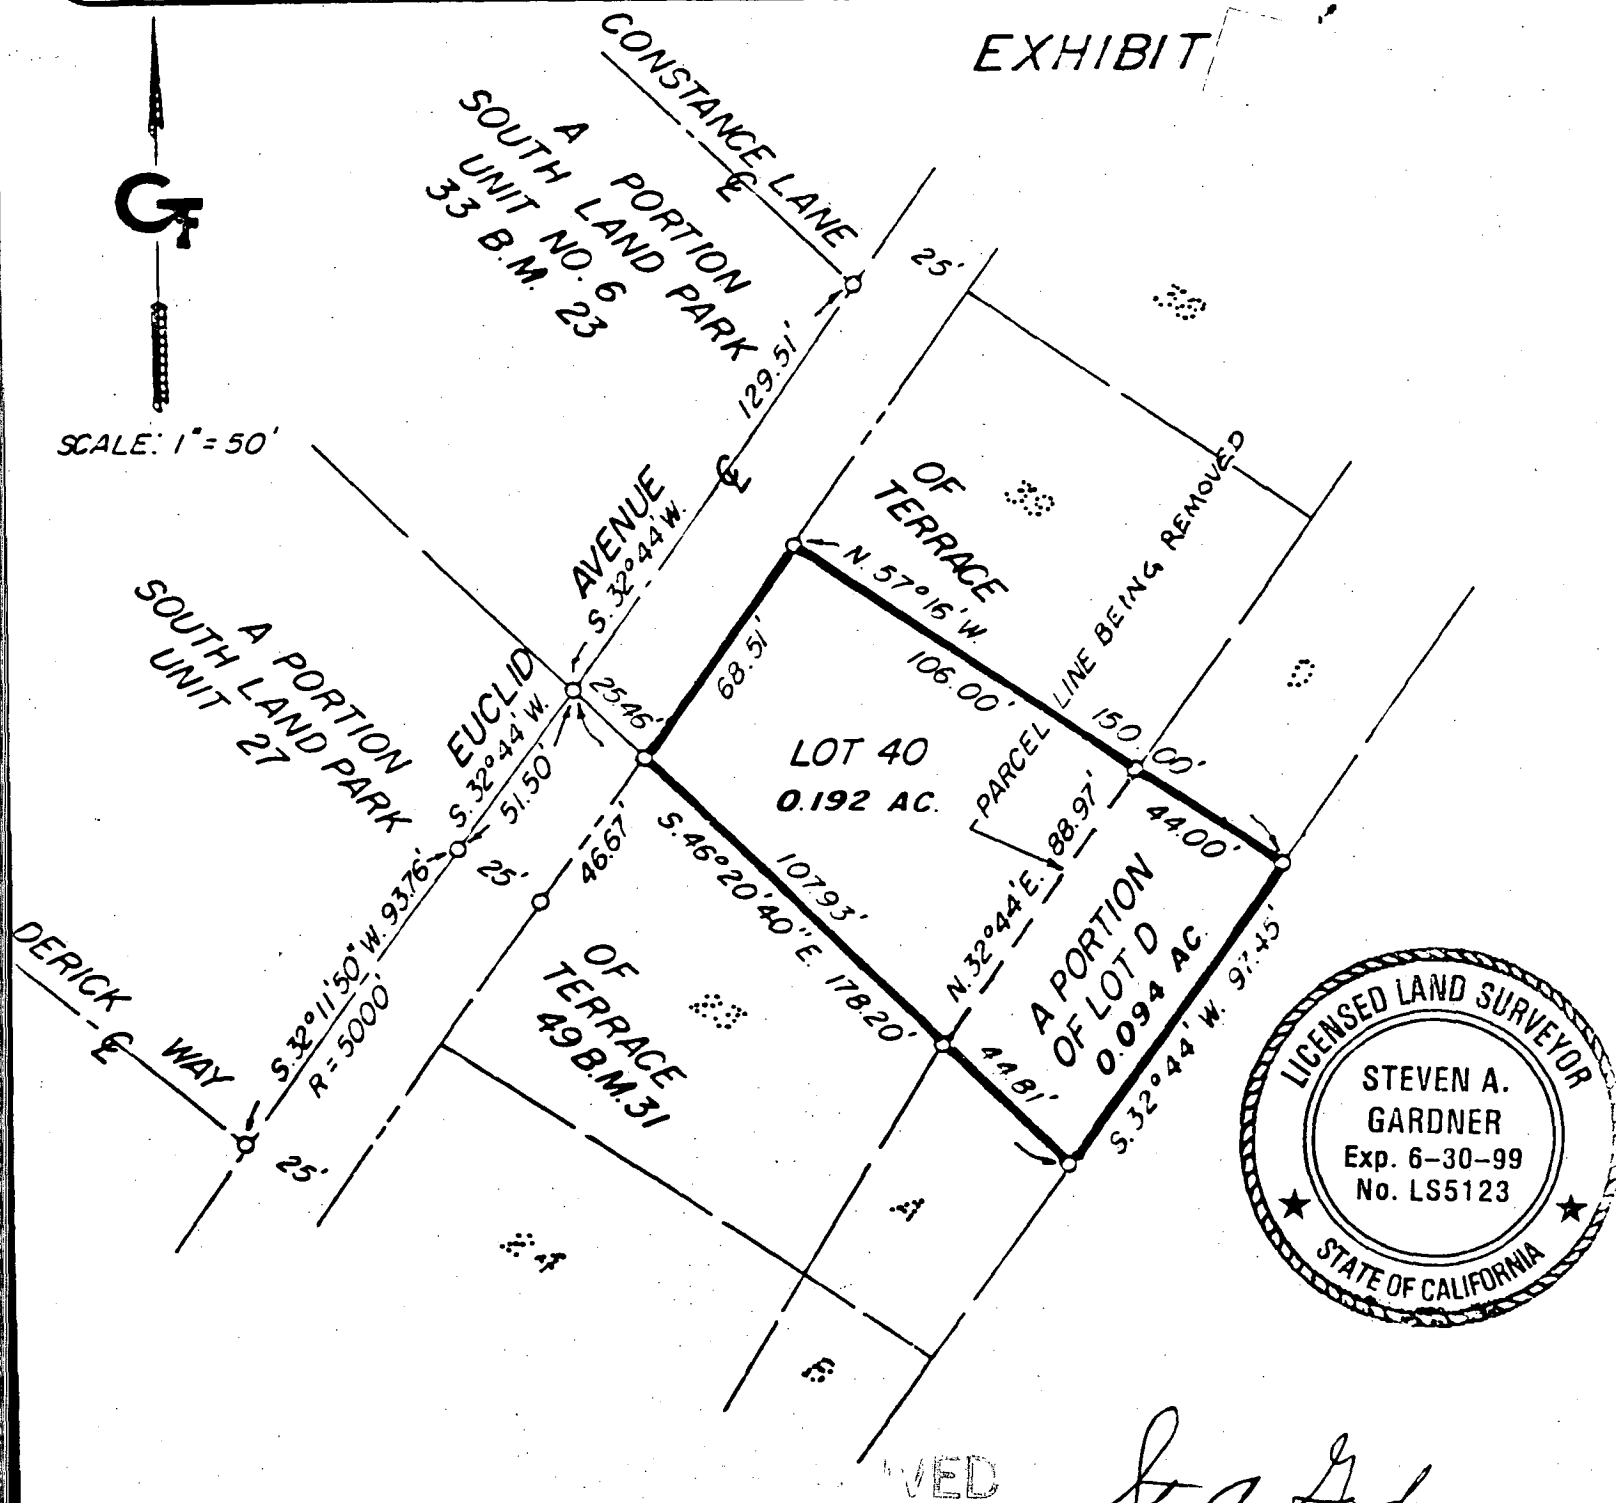 EXHIBIT
CONSTANCE LANE
℄
A PORTION
SOUTH LAND PARK
UNIT NO. 6
33 B.M. 23
25'
129.51'
SCALE: 1"=50'
℄
AVENUE
S. 32°44' W.
OF
TERRACE
N. 57°16' W.
106.00'
150.00'
44.00'
PARCEL LINE BEING REMOVED
68.51'
25.46'
A PORTION
SOUTH LAND PARK
UNIT
27
EUCLID
S. 32°44' W.
51.50'
LOT 40
0.192 AC.
N. 32°44' E. 88.97'
S. 46°20'40" E. 178.20'
107.93'
44.81'
46.67'
25'
S. 32°11'50" W. 93.76'
R=5000'
DERICK WAY
℄
25'
OF
TERRACE
49 B.M. 31
A PORTION
OF LOT D
0.094 AC.
S. 32°44' W. 97.45'
D
A
B
LICENSED LAND SURVEYOR
STEVEN A.
GARDNER
Exp. 6-30-99
No. LS5123
STATE OF CALIFORNIA